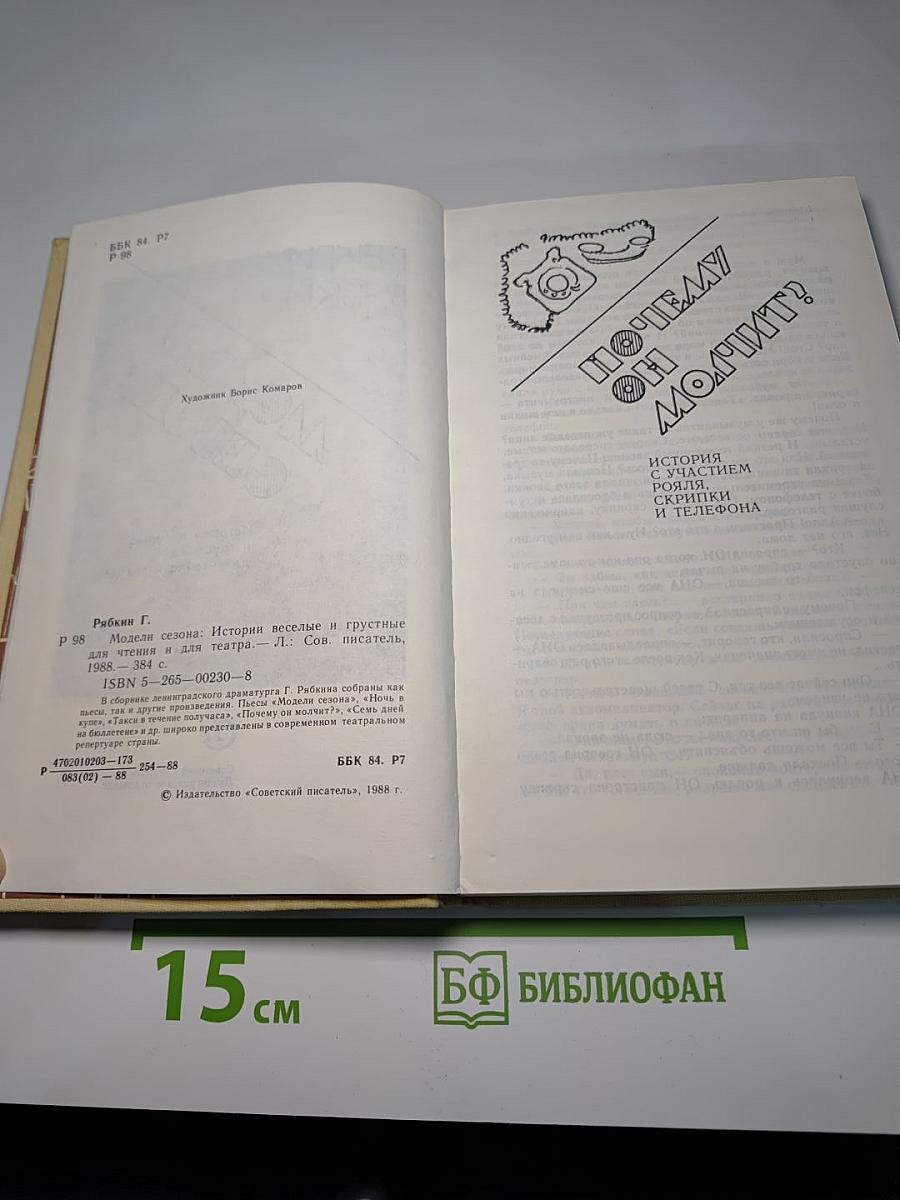 ББК 84. Р7
Р 98
Художник Борис Комаров
Рябкин Г.
Р 98 Модели сезона: Истории веселые и грустные
для чтения и для театра.— Л.: Сов. писатель,
1988.— 384 с.
ISBN 5—265—00230—8
В сборнике ленинградского драматурга Г. Рябкина собраны как
пьесы, так и другие произведения. Пьесы «Модели сезона», «Ночь в
купе», «Такси в течение получаса», «Почему он молчит?», «Семь дней
на бюллетене» и др. широко представлены в современном театральном
репертуаре страны.
Р 4702010203—173
083(02) — 88
254—88
ББК 84. Р7
© Издательство «Советский писатель», 1988 г.
ПОЧЕМУ
ОН
МОЛЧИТ?
ИСТОРИЯ
С УЧАСТИЕМ
РОЯЛЯ,
СКРИПКИ
И ТЕЛЕФОНА
15 см
БФ БИБЛИОФАН